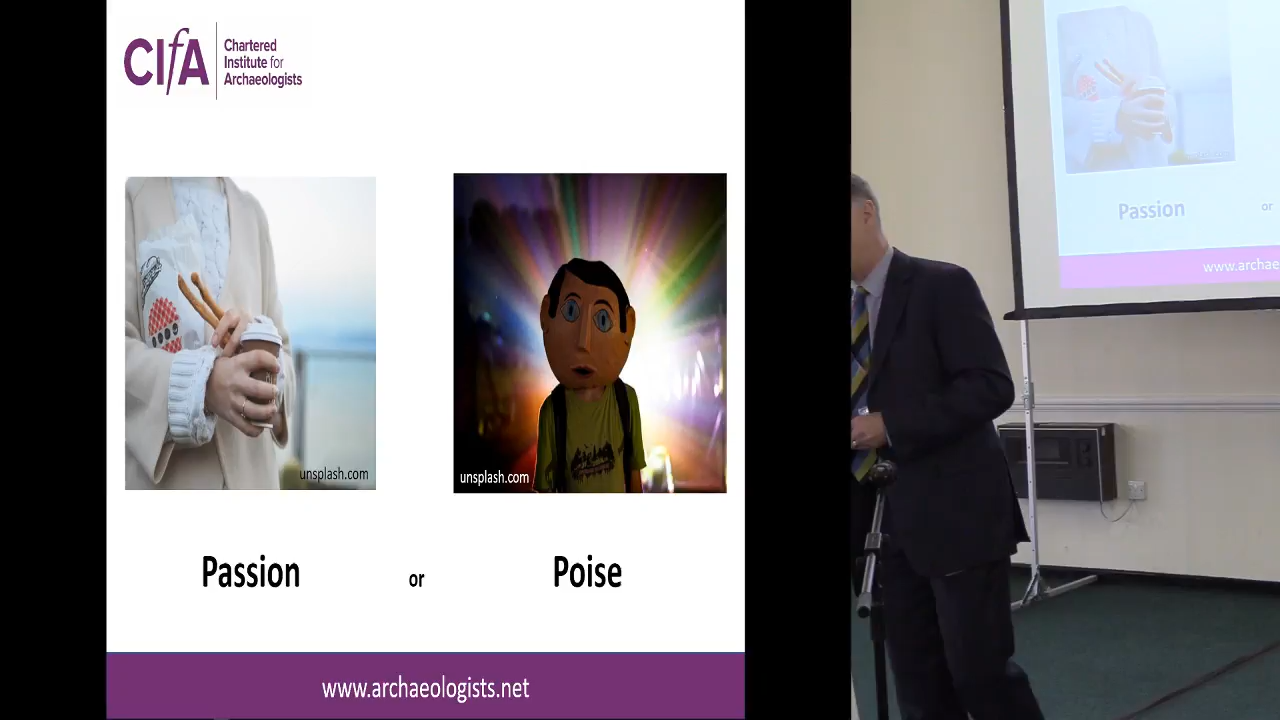 CIfA
Chartered
Institute for
Archaeologists
unsplash.com
unsplash.com
Passion or Poise
www.archaeologists.net
Passion or
www.archae